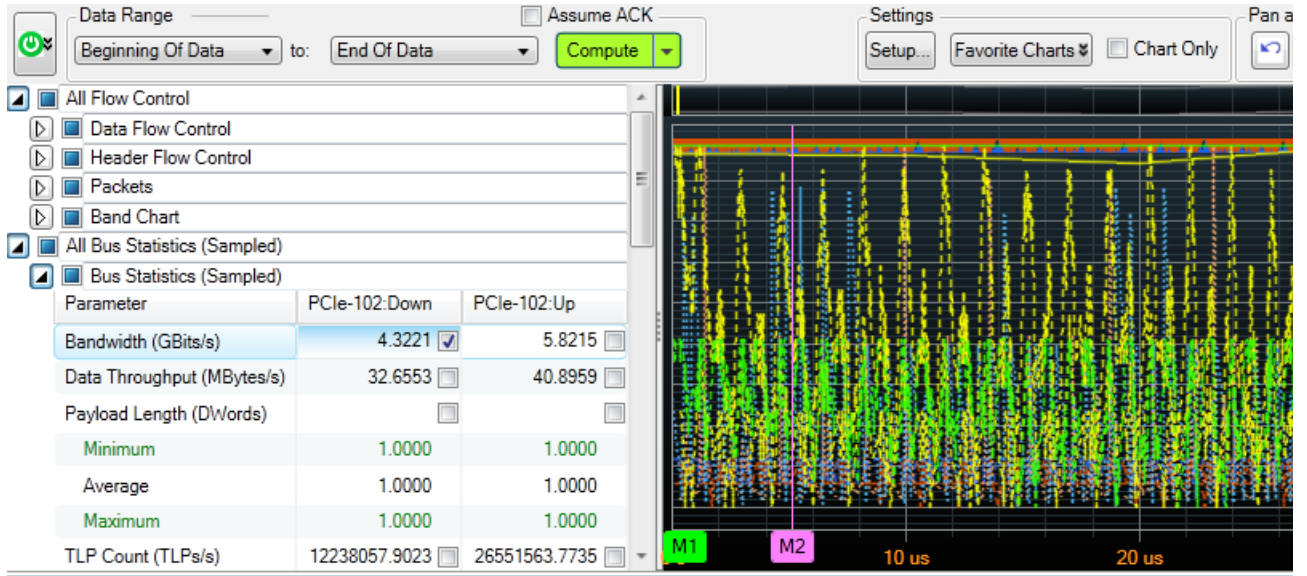 Data Range
Assume ACK
Settings
Pan a
Beginning Of Data to: End Of Data Compute
Setup... Favorite Charts Chart Only
All Flow Control
Data Flow Control
Header Flow Control
Packets
Band Chart
All Bus Statistics (Sampled)
Bus Statistics (Sampled)
Parameter PCIe-102:Down PCIe-102:Up
Bandwidth (GBits/s) 4.3221 5.8215
Data Throughput (MBytes/s) 32.6553 40.8959
Payload Length (DWords)
Minimum 1.0000 1.0000
Average 1.0000 1.0000
Maximum 1.0000 1.0000
TLP Count (TLPs/s) 12238057.9023 26551563.7735
M1 M2
10 us 20 us